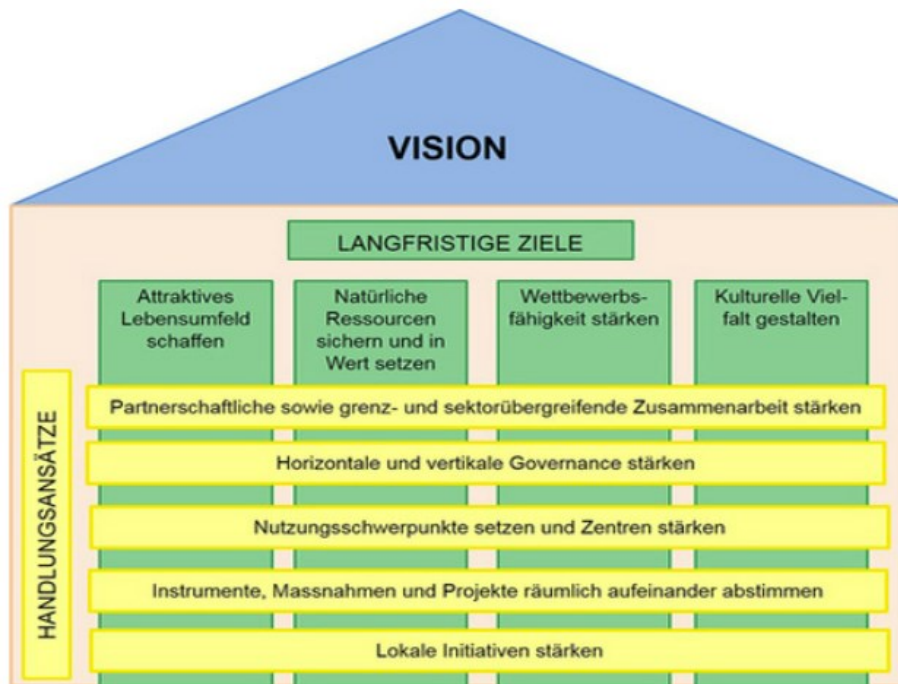 VISION
LANGFRISTIGE ZIELE
Attraktives
Lebensumfeld
schaffen
Natürliche
Ressourcen
sichern und in
Wert setzen
Wettbewerbs-
fähigkeit stärken
Kulturelle Viel-
falt gestalten
HANDLUNGSANSÄTZE
Partnerschaftliche sowie grenz- und sektorübergreifende Zusammenarbeit stärken
Horizontale und vertikale Governance stärken
Nutzungsschwerpunkte setzen und Zentren stärken
Instrumente, Massnahmen und Projekte räumlich aufeinander abstimmen
Lokale Initiativen stärken